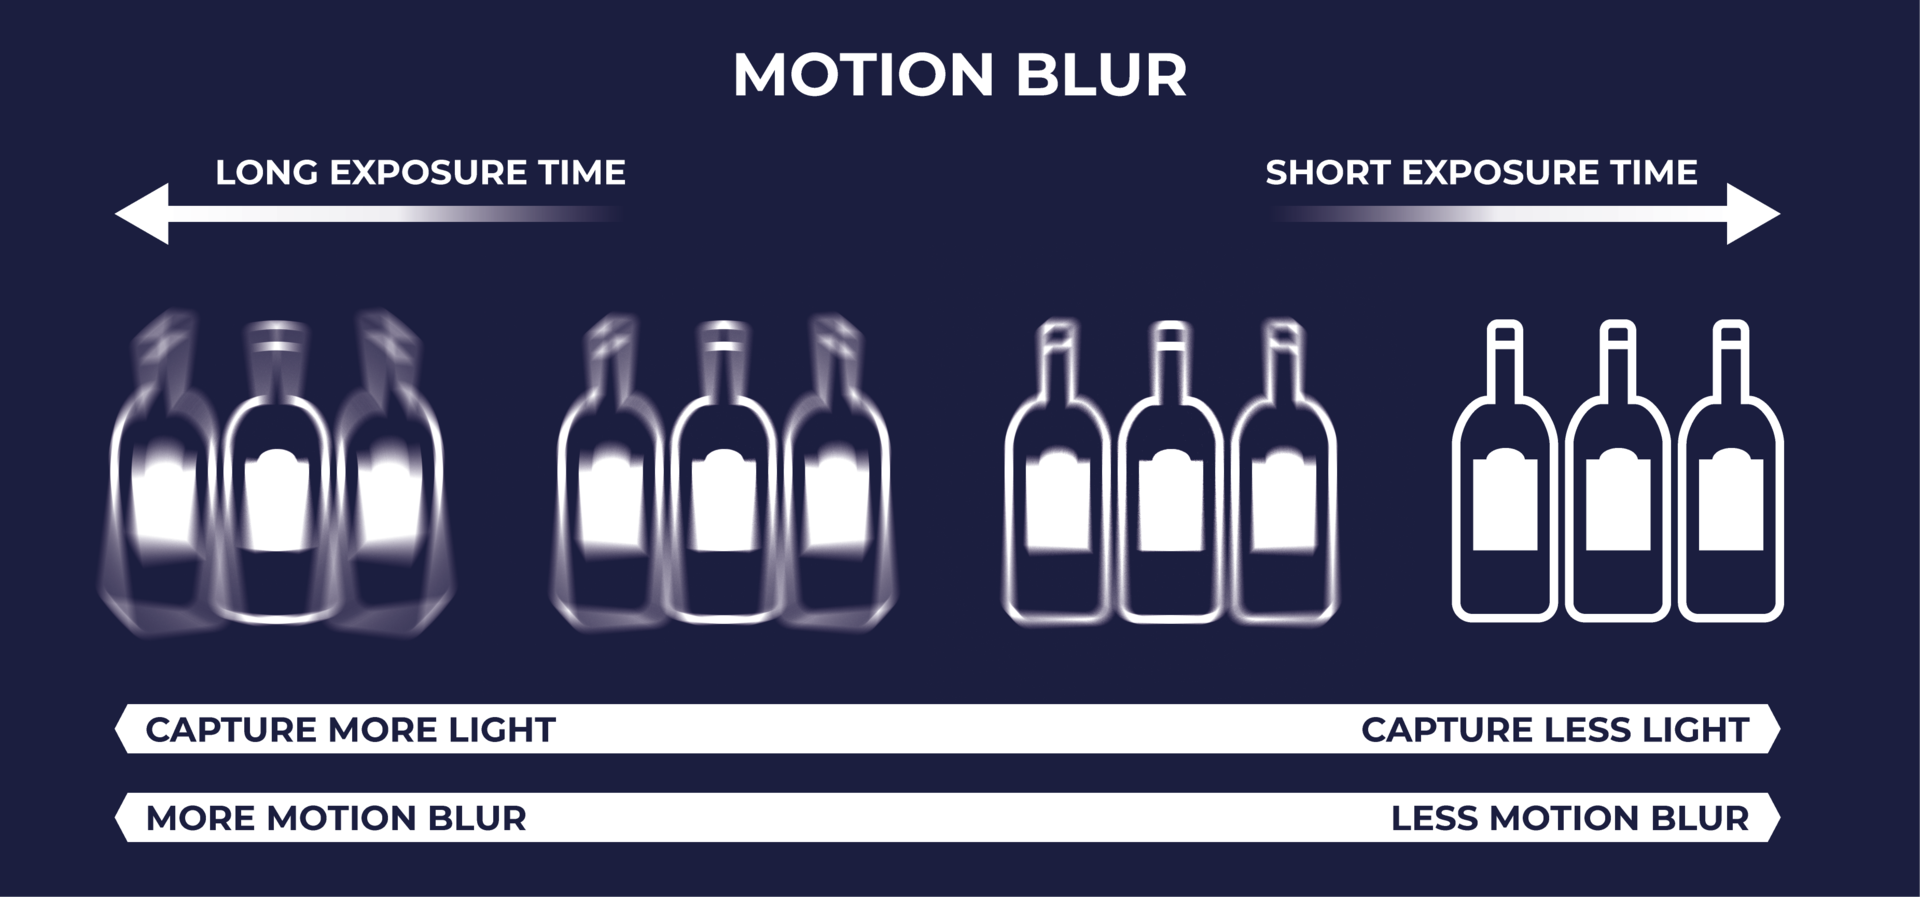 MOTION BLUR
LONG EXPOSURE TIME
SHORT EXPOSURE TIME
CAPTURE MORE LIGHT
CAPTURE LESS LIGHT
MORE MOTION BLUR
LESS MOTION BLUR